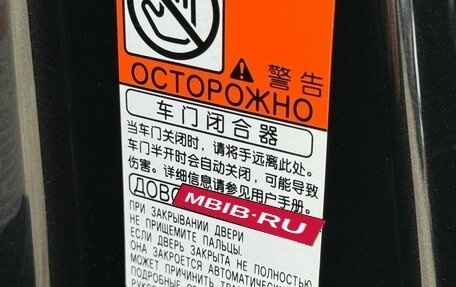 警告
ОСТОРОЖНО
车门闭合器
当车门关闭时,请将手远离此处。
车门半开时会自动关闭,可能导致
伤害。详细信息请参见用户手册。
MBIB.RU
ПРИ ЗАКРЫВАНИИ ДВЕРИ
НЕ ПРИЩЕМИТЕ ПАЛЬЦЫ.
ЕСЛИ ДВЕРЬ ЗАКРЫТА НЕ ПОЛНОСТЬЮ
ОНА ЗАКРОЕТСЯ АВТОМАТИЧЕСКИ
МОЖЕТ ПРИЧИНИТЬ
ПОДРОБНЫЕ